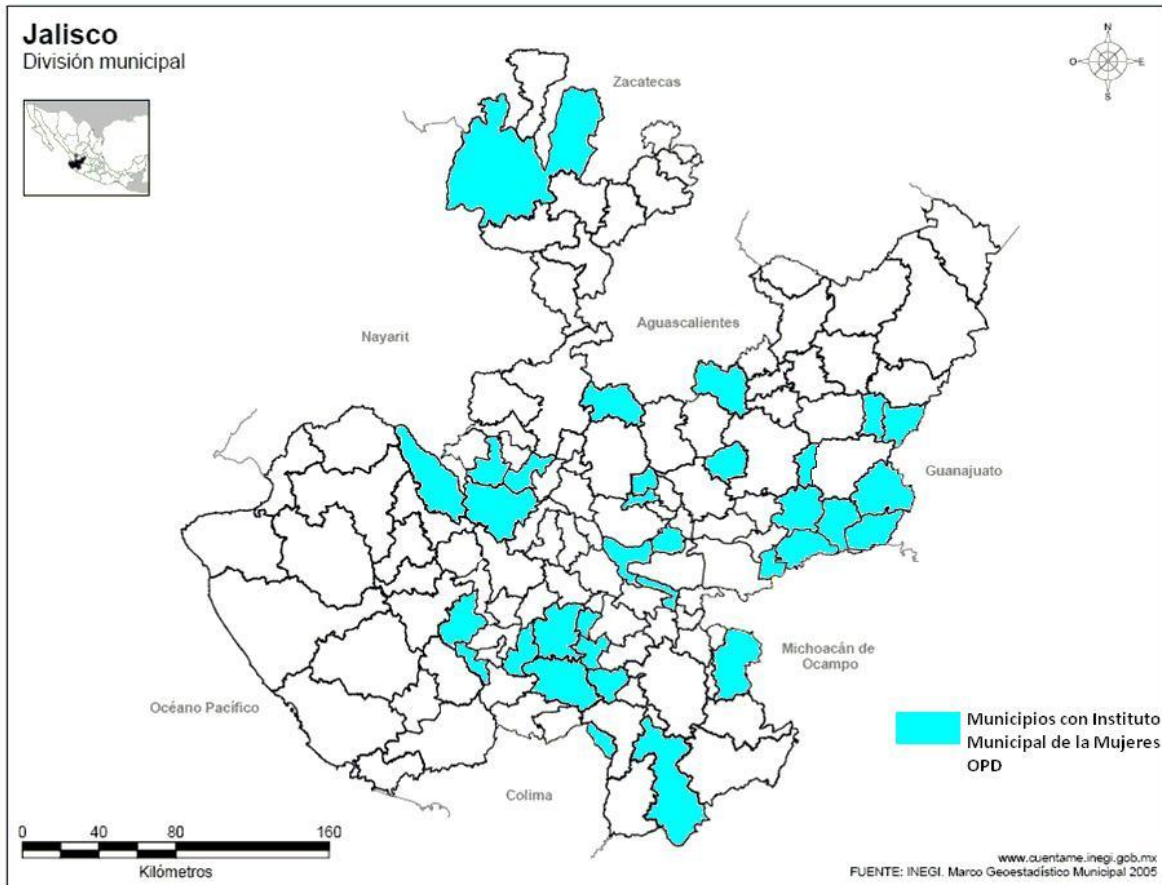 Jalisco
División municipal
N
O
E
S
Zacatecas
Aguascalientes
Nayarit
Guanajuato
Michoacán de
Ocampo
Océano Pacífico
Colima
Municipios con Instituto
Municipal de la Mujeres
OPD
0 40 80 160
Kilómetros
www.cuentame.inegi.gob.mx
FUENTE: INEGI. Marco Geoestadístico Municipal 2005